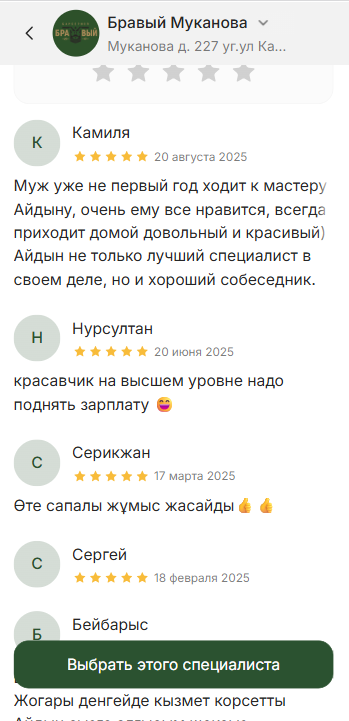 Бравый Муканова
Муканова д. 227 уг.ул Ка...
БРАВЫЙ
К
Камиля
20 августа 2025
Муж уже не первый год ходит к мастеру
Айдыну, очень ему все нравится, всегда
приходит домой довольный и красивый)
Айдын не только лучший специалист в
своем деле, но и хороший собеседник.
Н
Нурсултан
20 июня 2025
красавчик на высшем уровне надо
поднять зарплату 😄
С
Серикжан
17 марта 2025
Өте сапалы жұмыс жасайды👍👍
С
Сергей
18 февраля 2025
Б
Бейбарыс
Выбрать этого специалиста
Жогары денгейде кызмет корсетты